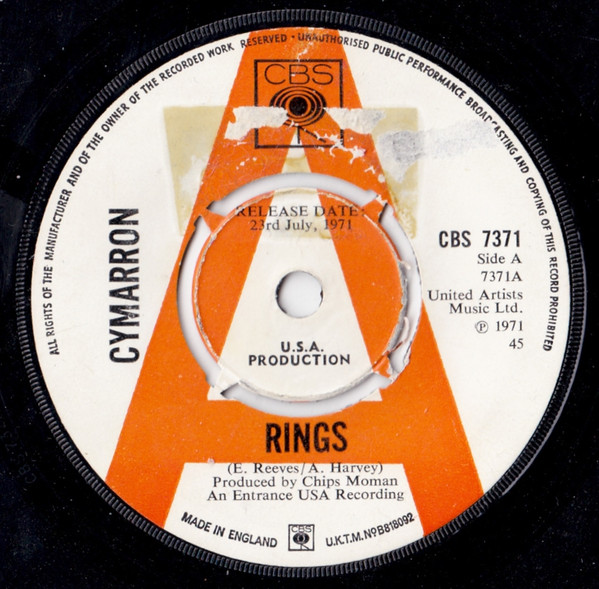 ALL RIGHTS OF THE MANUFACTURER AND OF THE OWNER OF THE RECORDED WORK RESERVED · UNAUTHORISED PUBLIC PERFORMANCE BROADCASTING AND COPYING OF THIS RECORD PROHIBITED
CBS
RELEASE DATE:
23rd July, 1971
CYMARRON
CBS 7371
Side A
7371A
United Artists
Music Ltd.
℗ 1971
45
U.S.A.
PRODUCTION
RINGS
(E. Reeves/A. Harvey)
Produced by Chips Moman
An Entrance USA Recording
MADE IN ENGLAND
CBS
U.K.T.M.NºB818092